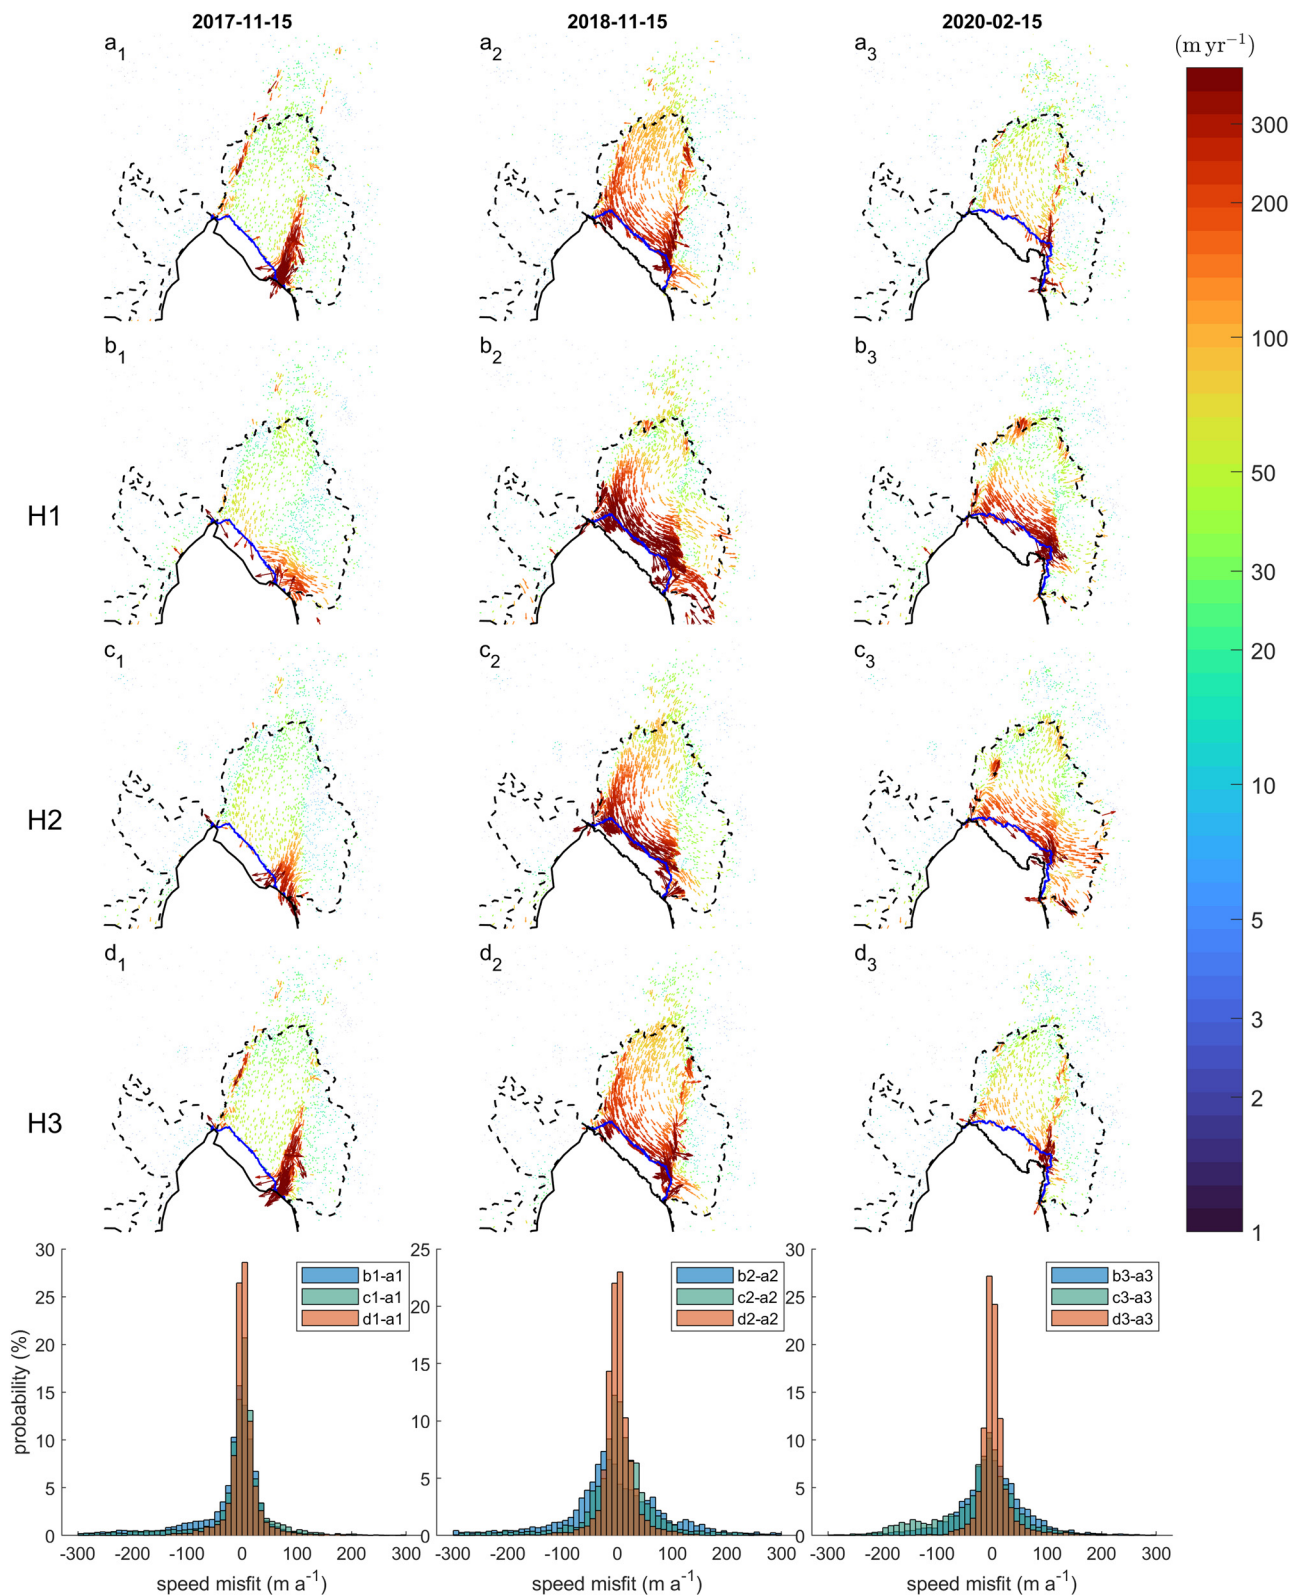 2017-11-15 2018-11-15 2020-02-15
(m yr⁻¹)
a₁ a₂ a₃
300
200
100
b₁ b₂ b₃
50
H1
30
20
c₁ c₂ c₃
10
H2
5
d₁ d₂ d₃
3
2
H3
1
30 25 30
b1-a1 b2-a2 b3-a3
c1-a1 c2-a2 c3-a3
d1-a1 d2-a2 d3-a3
25 20 25
20 15 20
15 15
10
10 10
5
5 5
0 0 0
probability (%)
-300 -200 -100 0 100 200 300 -300 -200 -100 0 100 200 300 -300 -200 -100 0 100 200 300
speed misfit (m a⁻¹) speed misfit (m a⁻¹) speed misfit (m a⁻¹)